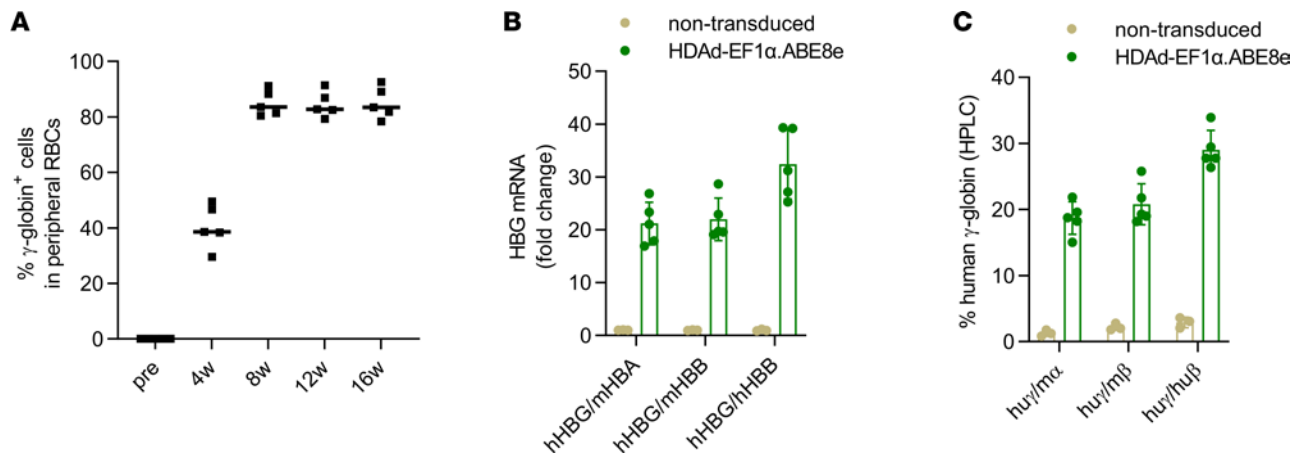 A
% γ-globin+ cells
in peripheral RBCs
100
80
60
40
20
0
pre
4w
8w
12w
16w
B
non-transduced
HDAd-EF1α.ABE8e
HBG mRNA
(fold change)
50
40
30
20
10
0
hHBG/mHBA
hHBG/mHBB
hHBG/hHBB
C
non-transduced
HDAd-EF1α.ABE8e
% human γ-globin (HPLC)
40
30
20
10
0
huγ/mα
huγ/mβ
huγ/huβ